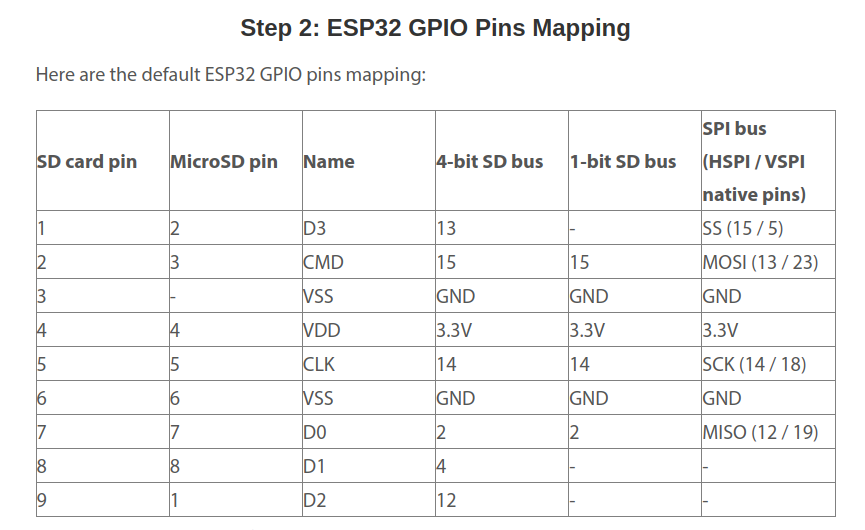 Step 2: ESP32 GPIO Pins Mapping
Here are the default ESP32 GPIO pins mapping:
SD card pin MicroSD pin Name 4-bit SD bus 1-bit SD bus SPI bus (HSPI / VSPI native pins)
1 2 D3 13 - SS (15 / 5)
2 3 CMD 15 15 MOSI (13 / 23)
3 - VSS GND GND GND
4 4 VDD 3.3V 3.3V 3.3V
5 5 CLK 14 14 SCK (14 / 18)
6 6 VSS GND GND GND
7 7 D0 2 2 MISO (12 / 19)
8 8 D1 4 - -
9 1 D2 12 - -